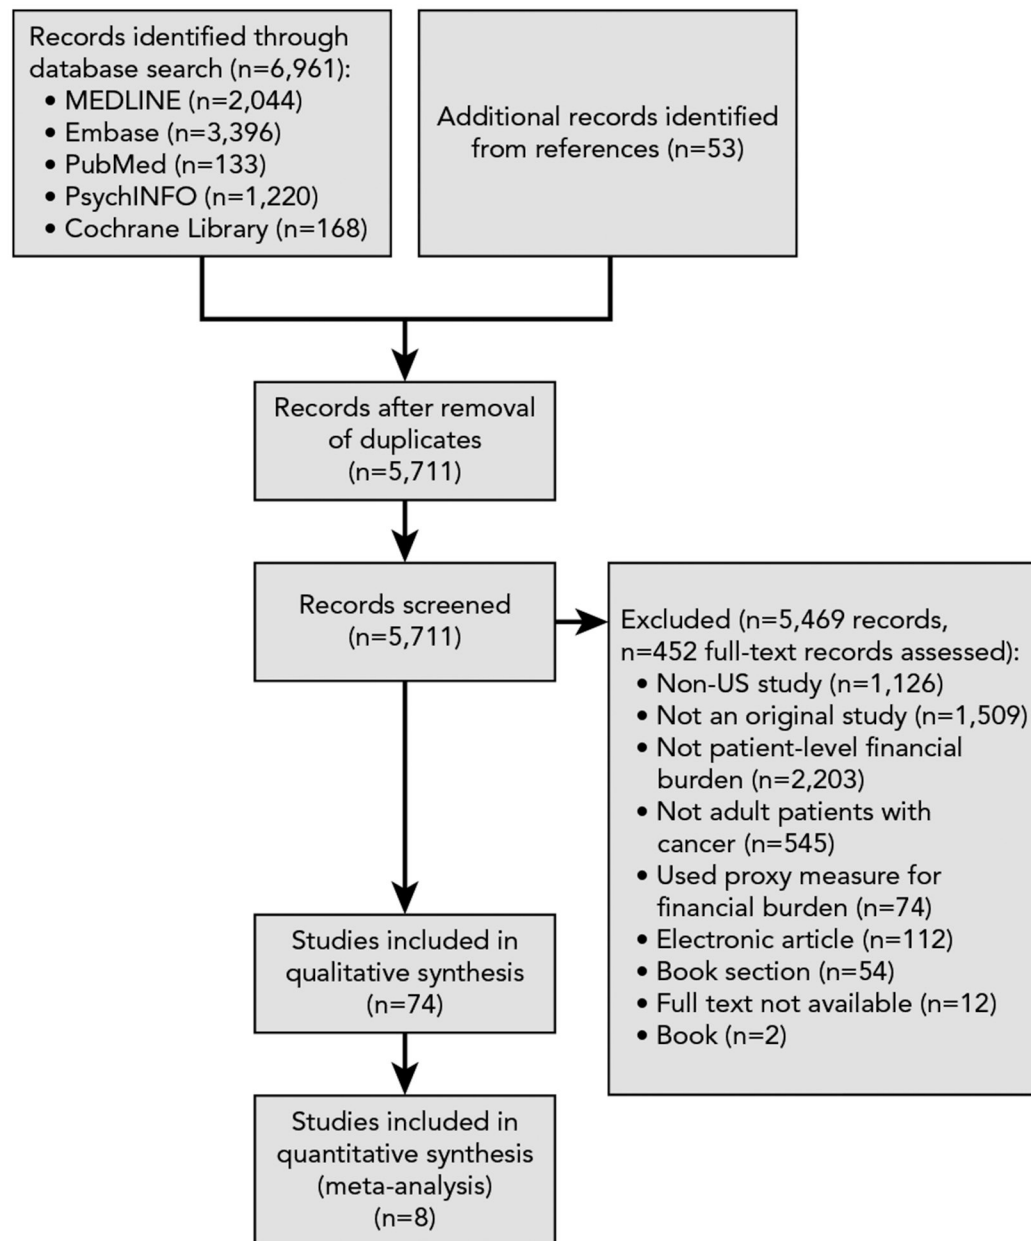 Records identified through
database search (n=6,961):
• MEDLINE (n=2,044)
• Embase (n=3,396)
• PubMed (n=133)
• PsychINFO (n=1,220)
• Cochrane Library (n=168)
Additional records identified
from references (n=53)
Records after removal
of duplicates
(n=5,711)
Records screened
(n=5,711)
Excluded (n=5,469 records,
n=452 full-text records assessed):
• Non-US study (n=1,126)
• Not an original study (n=1,509)
• Not patient-level financial
burden (n=2,203)
• Not adult patients with
cancer (n=545)
• Used proxy measure for
financial burden (n=74)
• Electronic article (n=112)
• Book section (n=54)
• Full text not available (n=12)
• Book (n=2)
Studies included in
qualitative synthesis
(n=74)
Studies included in
quantitative synthesis
(meta-analysis)
(n=8)